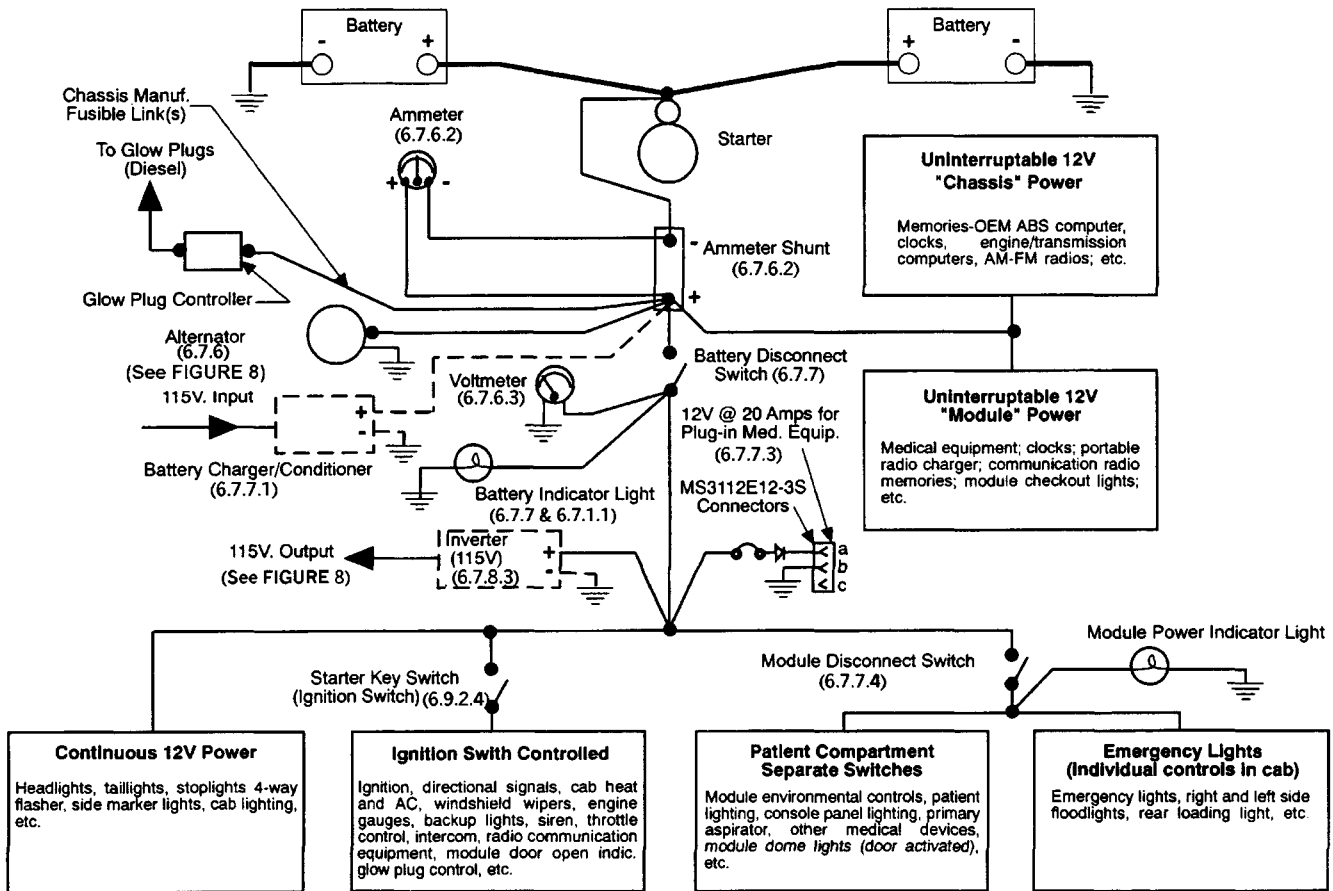 Battery
-
+
Battery
+
-
Chassis Manuf.
Fusible Link(s)
Ammeter
(6.7.6.2)
+
-
Starter
To Glow Plugs
(Diesel)
Glow Plug Controller
Ammeter Shunt
(6.7.6.2)
-
+
Uninterruptable 12V
"Chassis" Power
Memories-OEM ABS computer,
clocks, engine/transmission
computers, AM-FM radios; etc.
Alternator
(6.7.6)
(See FIGURE 8)
115V. Input
+
-
Battery Charger/Conditioner
(6.7.7.1)
Voltmeter
(6.7.6.3)
Battery Disconnect
Switch (6.7.7)
12V @ 20 Amps for
Plug-in Med. Equip.
(6.7.7.3)
MS3112E12-3S
Connectors
a
b
c
Uninterruptable 12V
"Module" Power
Medical equipment; clocks; portable
radio charger; communication radio
memories; module checkout lights;
etc.
Battery Indicator Light
(6.7.7 & 6.7.1.1)
115V. Output
(See FIGURE 8)
Inverter
(115V)
(6.7.8.3)
+
-
Starter Key Switch
(Ignition Switch) (6.9.2.4)
Module Disconnect Switch
(6.7.7.4)
Module Power Indicator Light
Continuous 12V Power
Headlights, taillights, stoplights 4-way
flasher, side marker lights, cab lighting,
etc.
Ignition Swith Controlled
Ignition, directional signals, cab heat
and AC, windshield wipers, engine
gauges, backup lights, siren, throttle
control, intercom, radio communication
equipment, module door open indic.
glow plug control, etc.
Patient Compartment
Separate Switches
Module environmental controls, patient
lighting, console panel lighting, primary
aspirator, other medical devices,
module dome lights (door activated),
etc.
Emergency Lights
(Individual controls in cab)
Emergency lights, right and left side
floodlights, rear loading light, etc.